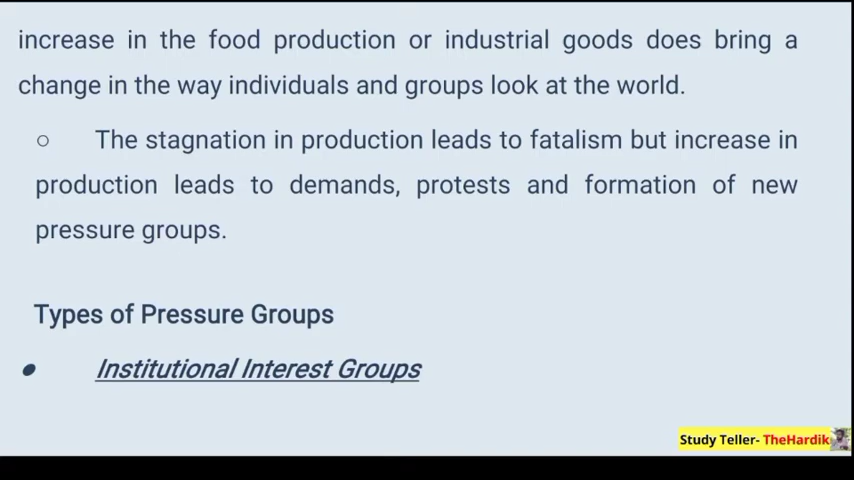 increase in the food production or industrial goods does bring a
change in the way individuals and groups look at the world.
○ The stagnation in production leads to fatalism but increase in
production leads to demands, protests and formation of new
pressure groups.
Types of Pressure Groups
● Institutional Interest Groups
Study Teller- TheHardik